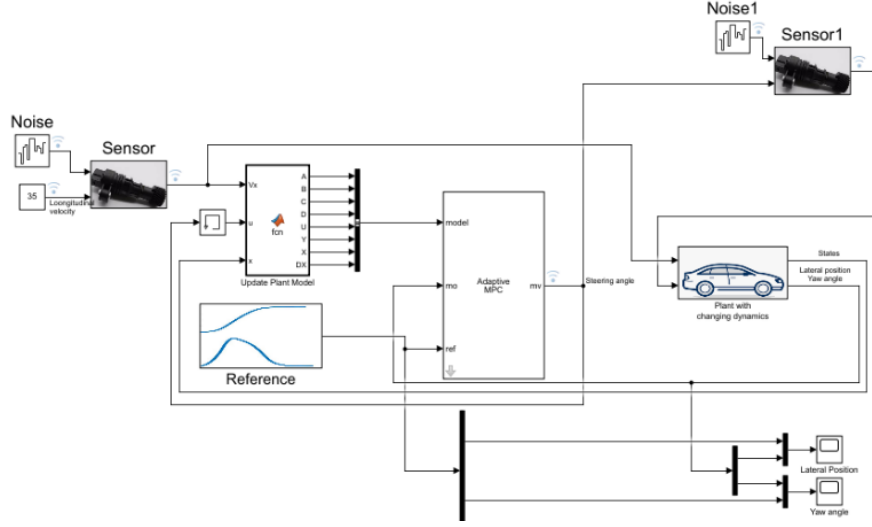 Noise1
Sensor1
Noise
Sensor
35
Loongitudinal
velocity
Vx
u
x
fcn
A
B
C
D
U
Y
X
DX
Update Plant Model
model
mo
ref
Adaptive
MPC
mv
Steering angle
States
Lateral position
Yaw angle
Plant with
changing dynamics
Reference
Lateral Position
Yaw angle